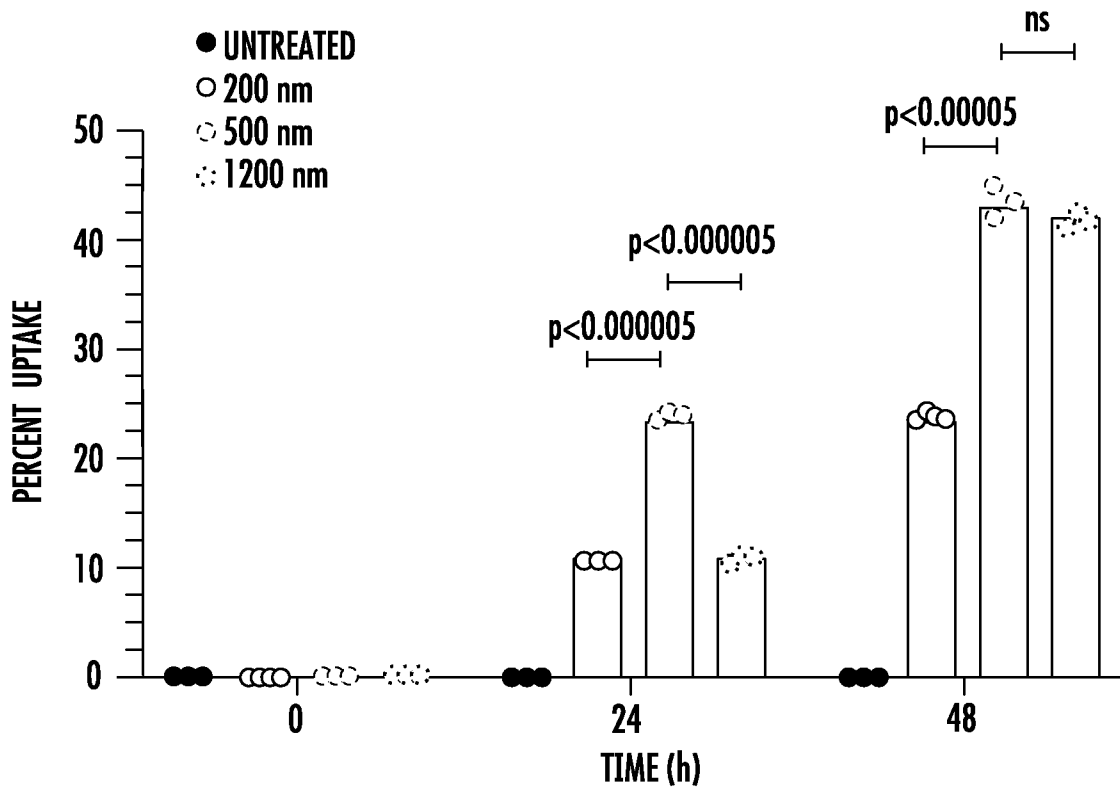 UNTREATED
200 nm
500 nm
1200 nm
ns
p<0.00005
p<0.000005
p<0.000005
PERCENT UPTAKE
50
40
30
20
10
0
0
24
48
TIME (h)